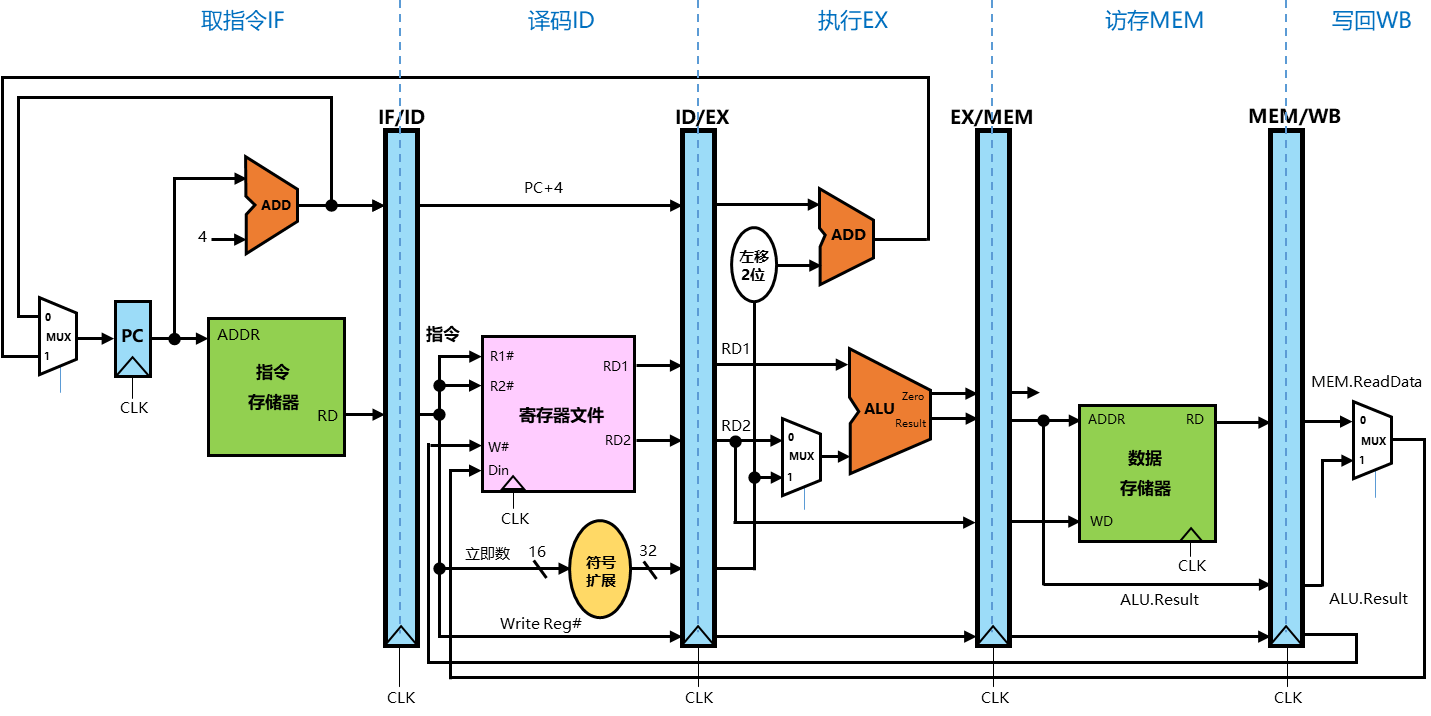 取指令IF
译码ID
执行EX
访存MEM
写回WB
IF/ID
ID/EX
EX/MEM
MEM/WB
ADD
4
PC+4
ADD
左移
2位
0
MUX
1
PC
CLK
ADDR
指令
存储器
RD
指令
R1#
R2#
W#
Din
RD1
RD2
寄存器文件
CLK
RD1
RD2
0
MUX
1
ALU
Zero
Result
ADDR
RD
数据
存储器
WD
CLK
MEM.ReadData
0
MUX
1
立即数
16
符号
扩展
32
ALU.Result
ALU.Result
Write Reg#
CLK
CLK
CLK
CLK